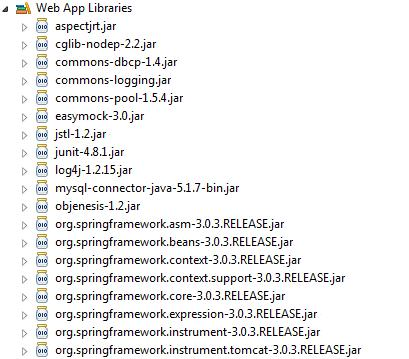 Web App Libraries
aspectjrt.jar
cglib-nodep-2.2.jar
commons-dbcp-1.4.jar
commons-logging.jar
commons-pool-1.5.4.jar
easymock-3.0.jar
jstl-1.2.jar
junit-4.8.1.jar
log4j-1.2.15.jar
mysql-connector-java-5.1.7-bin.jar
objenesis-1.2.jar
org.springframework.asm-3.0.3.RELEASE.jar
org.springframework.beans-3.0.3.RELEASE.jar
org.springframework.context-3.0.3.RELEASE.jar
org.springframework.context.support-3.0.3.RELEASE.jar
org.springframework.core-3.0.3.RELEASE.jar
org.springframework.expression-3.0.3.RELEASE.jar
org.springframework.instrument-3.0.3.RELEASE.jar
org.springframework.instrument.tomcat-3.0.3.RELEASE.jar